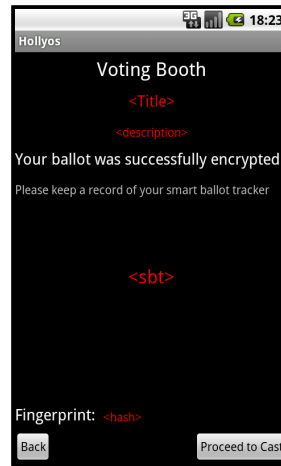 3G 18:23
Hollyos
Voting Booth
<Title>
<description>
Your ballot was successfully encrypted
Please keep a record of your smart ballot tracker
<sbt>
Fingerprint: <hash>
Back Proceed to Cast